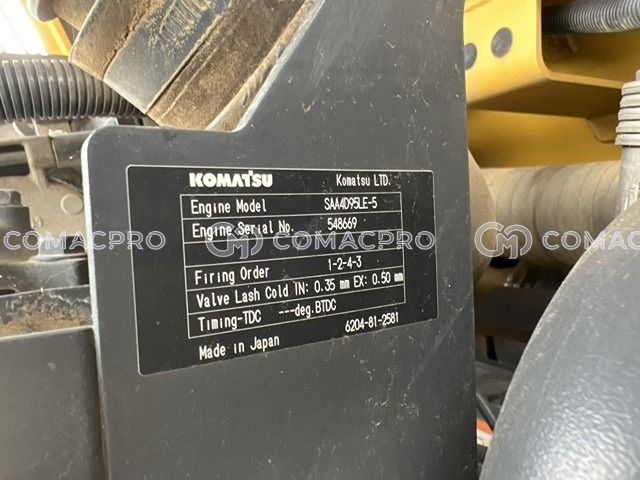 KOMATSU Komatsu LTD.
Engine Model SAA4D95LE-5
Engine Serial No. 548669
COMACPRO CM COMACPRO CM COMACPRO
Firing Order 1-2-4-3
Valve Lash Cold IN: 0.35 mm EX: 0.50 mm
Timing-TDC ---deg.BTDC
Made in Japan 6204-81-2581